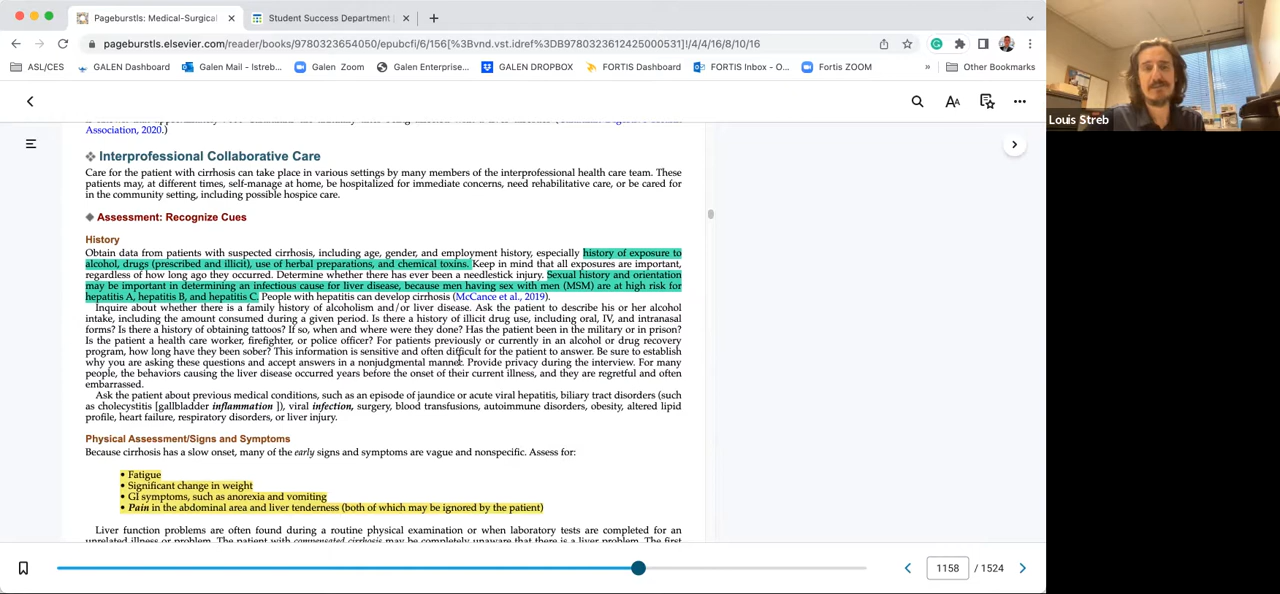 Pageburstls: Medical-Surgical
Student Success Department
pageburstls.elsevier.com/reader/books/9780323654050/epubcfi/6/156[%3Bvnd.vst.idref%3DB9780323612425000531]!/4/4/16/8/10/16
ASL/CES
GALEN Dashboard
Galen Mail - lstreb...
Galen Zoom
Galen Enterprise...
GALEN DROPBOX
FORTIS Dashboard
FORTIS Inbox - O...
Fortis ZOOM
»
Other Bookmarks
Louis Streb
AA
Association, 2020.)
Interprofessional Collaborative Care
Care for the patient with cirrhosis can take place in various settings by many members of the interprofessional health care team. These
patients may, at different times, self-manage at home, be hospitalized for immediate concerns, need rehabilitative care, or be cared for
in the community setting, including possible hospice care.
Assessment: Recognize Cues
History
Obtain data from patients with suspected cirrhosis, including age, gender, and employment history, especially history of exposure to
alcohol, drugs (prescribed and illicit), use of herbal preparations, and chemical toxins. Keep in mind that all exposures are important,
regardless of how long ago they occurred. Determine whether there has ever been a needlestick injury. Sexual history and orientation
may be important in determining an infectious cause for liver disease, because men having sex with men (MSM) are at high risk for
hepatitis A, hepatitis B, and hepatitis C. People with hepatitis can develop cirrhosis (McCance et al., 2019).
Inquire about whether there is a family history of alcoholism and/or liver disease. Ask the patient to describe his or her alcohol
intake, including the amount consumed during a given period. Is there a history of illicit drug use, including oral, IV, and intranasal
forms? Is there a history of obtaining tattoos? If so, when and where were they done? Has the patient been in the military or in prison?
Is the patient a health care worker, firefighter, or police officer? For patients previously or currently in an alcohol or drug recovery
program, how long have they been sober? This information is sensitive and often difficult for the patient to answer. Be sure to establish
why you are asking these questions and accept answers in a nonjudgmental manner. Provide privacy during the interview. For many
people, the behaviors causing the liver disease occurred years before the onset of their current illness, and they are regretful and often
embarrassed.
Ask the patient about previous medical conditions, such as an episode of jaundice or acute viral hepatitis, biliary tract disorders (such
as cholecystitis [gallbladder inflammation ]), viral infection, surgery, blood transfusions, autoimmune disorders, obesity, altered lipid
profile, heart failure, respiratory disorders, or liver injury.
Physical Assessment/Signs and Symptoms
Because cirrhosis has a slow onset, many of the early signs and symptoms are vague and nonspecific. Assess for:
• Fatigue
• Significant change in weight
• GI symptoms, such as anorexia and vomiting
• Pain in the abdominal area and liver tenderness (both of which may be ignored by the patient)
Liver function problems are often found during a routine physical examination or when laboratory tests are completed for an
unrelated illness or problem. The patient with compensated cirrhosis may be completely unaware that there is a liver problem. The first
1158 / 1524